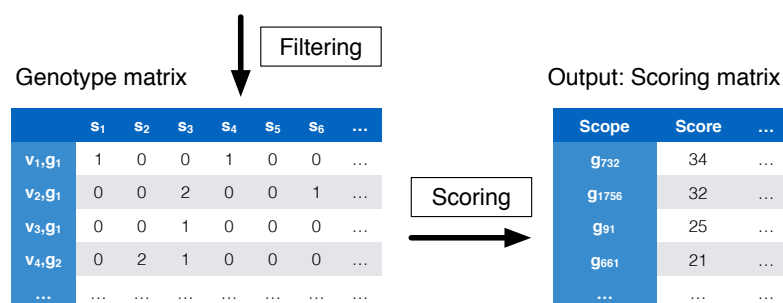 Filtering
Genotype matrix
s₁ s₂ s₃ s₄ s₅ s₆ ...
v₁,g₁ 1 0 0 1 0 0 ...
v₂,g₁ 0 0 2 0 0 1 ...
v₃,g₁ 0 0 1 0 0 0 ...
v₄,g₂ 0 2 1 0 0 0 ...
... ... ... ... ... ... ... ...
Scoring
Output: Scoring matrix
Scope Score ...
g₇₃₂ 34 ...
g₁₇₅₆ 32 ...
g₉₁ 25 ...
g₆₆₁ 21 ...
... ... ...